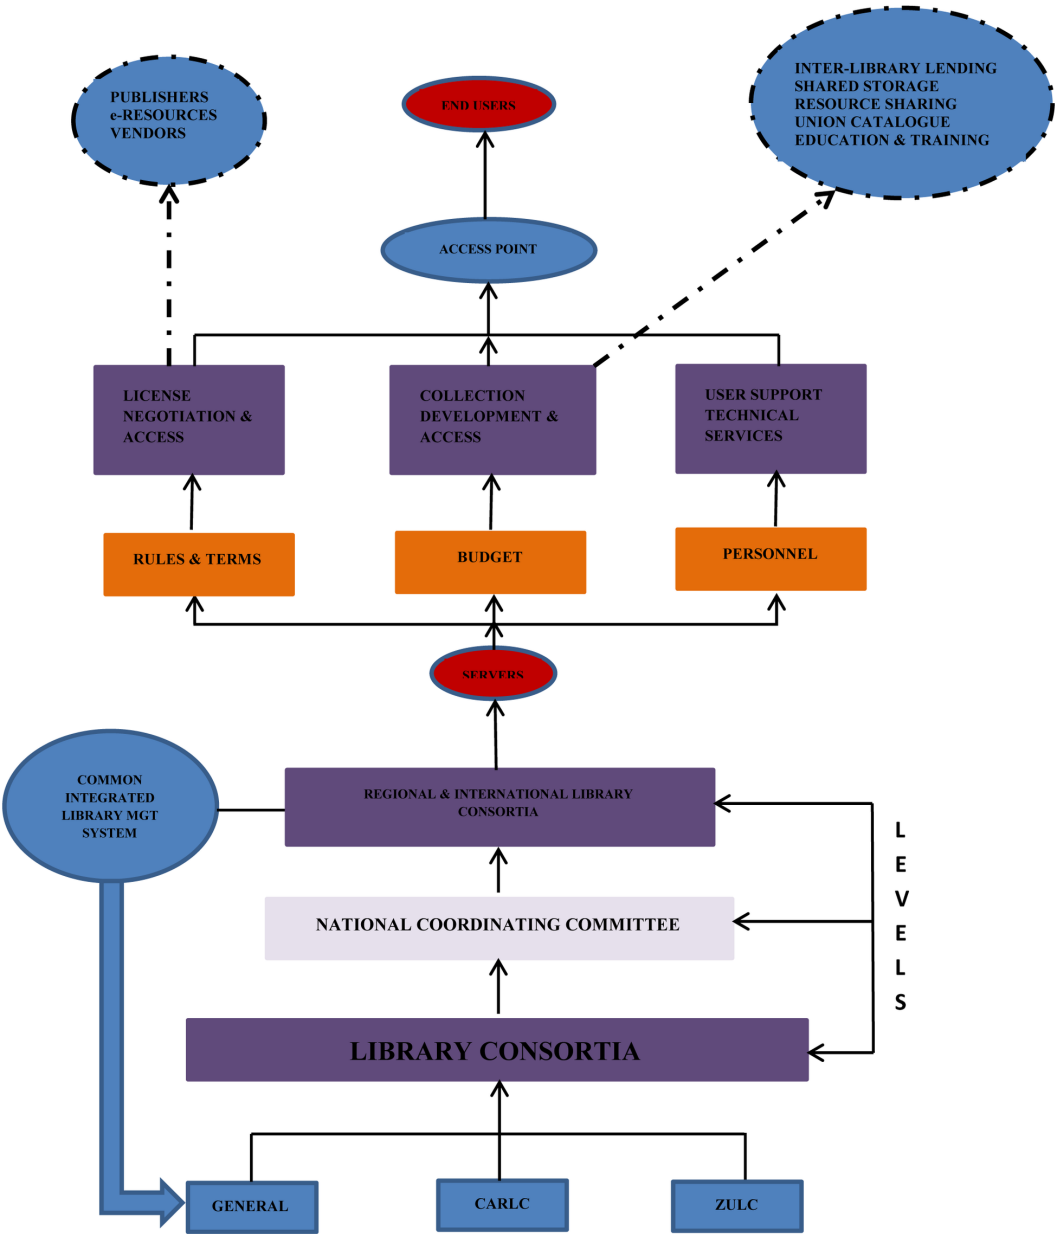 PUBLISHERS
e-RESOURCES
VENDORS
END USERS
INTER-LIBRARY LENDING
SHARED STORAGE
RESOURCE SHARING
UNION CATALOGUE
EDUCATION & TRAINING
ACCESS POINT
LICENSE
NEGOTIATION &
ACCESS
COLLECTION
DEVELOPMENT &
ACCESS
USER SUPPORT
TECHNICAL
SERVICES
RULES & TERMS
BUDGET
PERSONNEL
SERVERS
COMMON
INTEGRATED
LIBRARY MGT
SYSTEM
REGIONAL & INTERNATIONAL LIBRARY
CONSORTIA
NATIONAL COORDINATING COMMITTEE
LIBRARY CONSORTIA
L
E
V
E
L
S
GENERAL
CARLC
ZULC